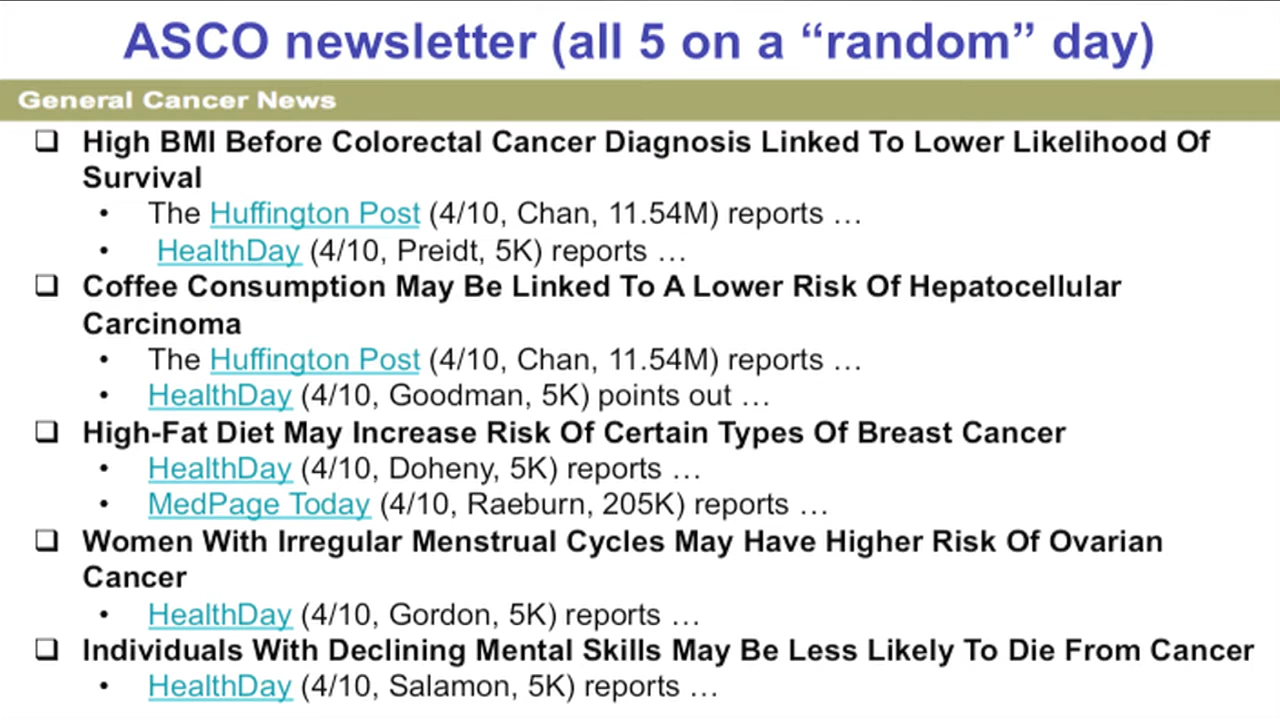 ASCO newsletter (all 5 on a “random” day)
General Cancer News
❑ High BMI Before Colorectal Cancer Diagnosis Linked To Lower Likelihood Of
Survival
• The Huffington Post (4/10, Chan, 11.54M) reports …
• HealthDay (4/10, Preidt, 5K) reports …
❑ Coffee Consumption May Be Linked To A Lower Risk Of Hepatocellular
Carcinoma
• The Huffington Post (4/10, Chan, 11.54M) reports …
• HealthDay (4/10, Goodman, 5K) points out …
❑ High-Fat Diet May Increase Risk Of Certain Types Of Breast Cancer
• HealthDay (4/10, Doheny, 5K) reports …
• MedPage Today (4/10, Raeburn, 205K) reports …
❑ Women With Irregular Menstrual Cycles May Have Higher Risk Of Ovarian
Cancer
• HealthDay (4/10, Gordon, 5K) reports …
❑ Individuals With Declining Mental Skills May Be Less Likely To Die From Cancer
• HealthDay (4/10, Salamon, 5K) reports …